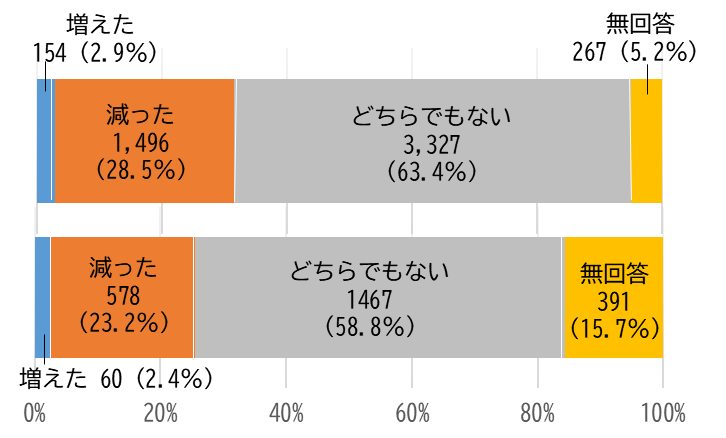 増えた
154 (2.9%)
無回答
267 (5.2%)
減った
1,496
(28.5%)
どちらでもない
3,327
(63.4%)
減った
578
(23.2%)
どちらでもない
1467
(58.8%)
無回答
391
(15.7%)
増えた 60 (2.4%)
0% 20% 40% 60% 80% 100%